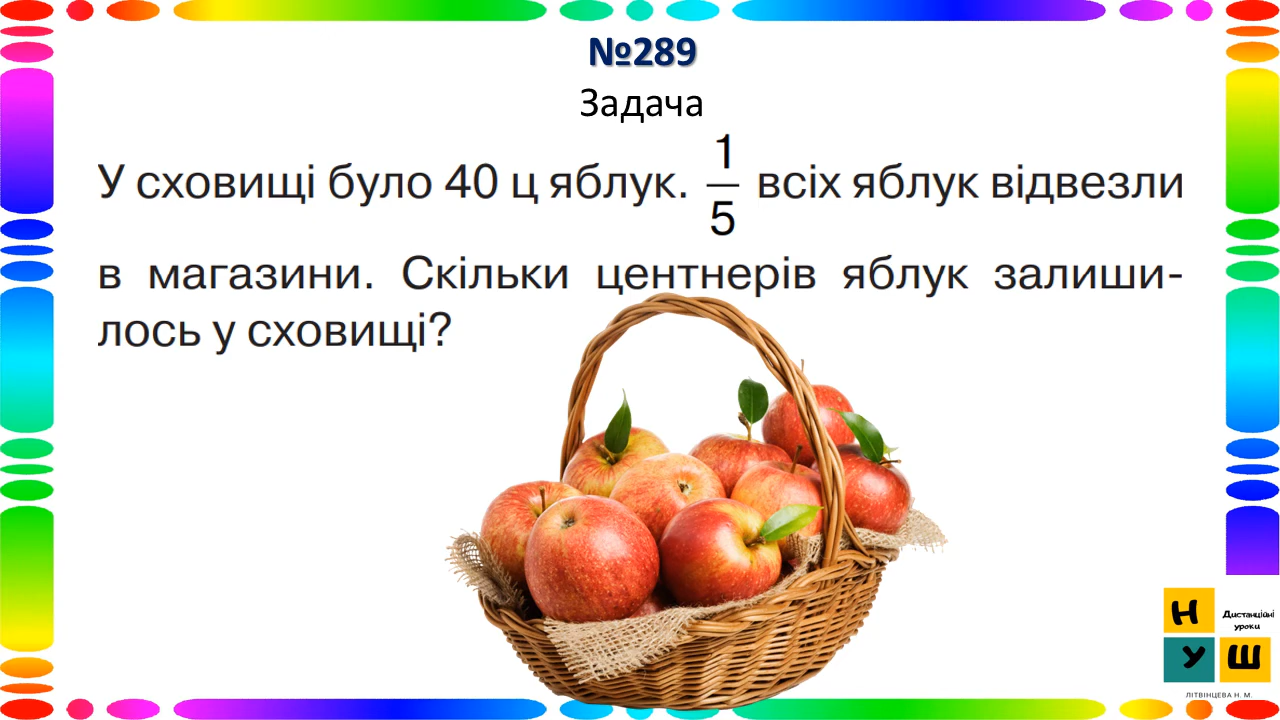 №289
Задача
У сховищі було 40 ц яблук. 1/5 всіх яблук відвезли
в магазини. Скільки центнерів яблук залиши-
лось у сховищі?
Н
Дистанційні
уроки
У Ш
ЛІТВІНЦЕВА Н. М.